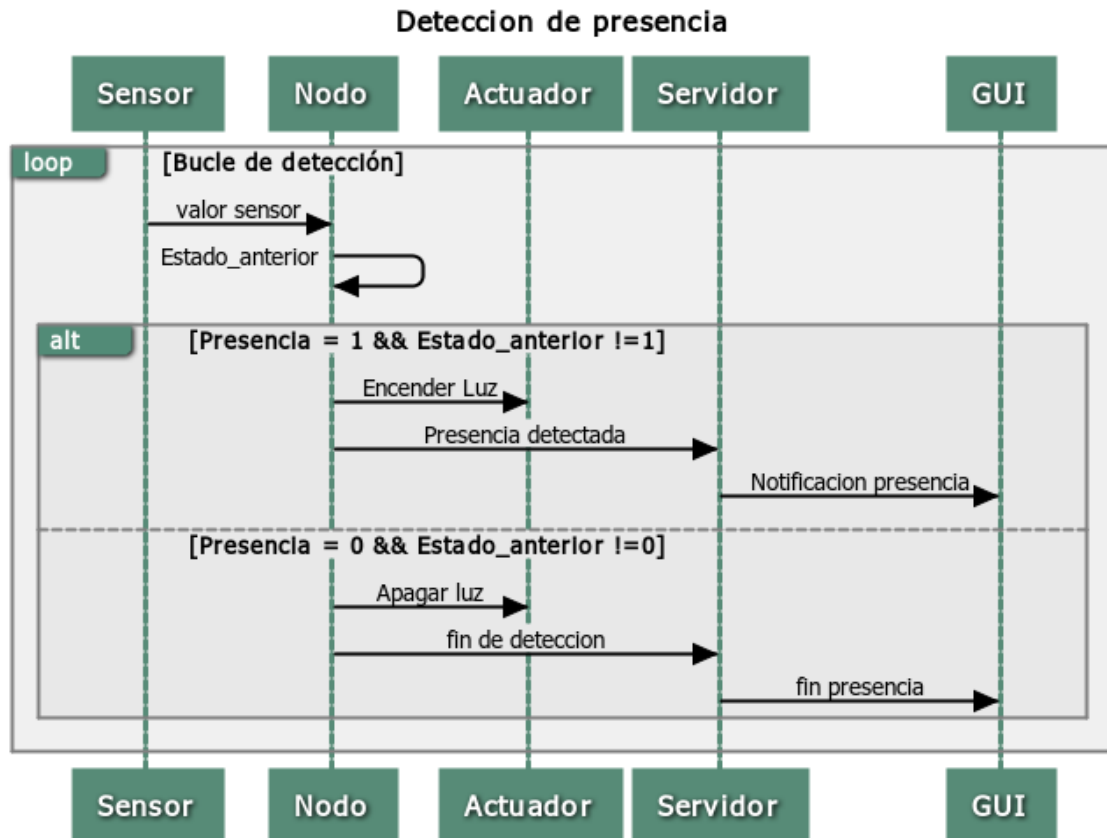 Deteccion de presencia
Sensor Nodo Actuador Servidor GUI
loop [Bucle de detección]
valor sensor
Estado_anterior
alt [Presencia = 1 && Estado_anterior !=1]
Encender Luz
Presencia detectada
Notificacion presencia
[Presencia = 0 && Estado_anterior !=0]
Apagar luz
fin de deteccion
fin presencia
Sensor Nodo Actuador Servidor GUI